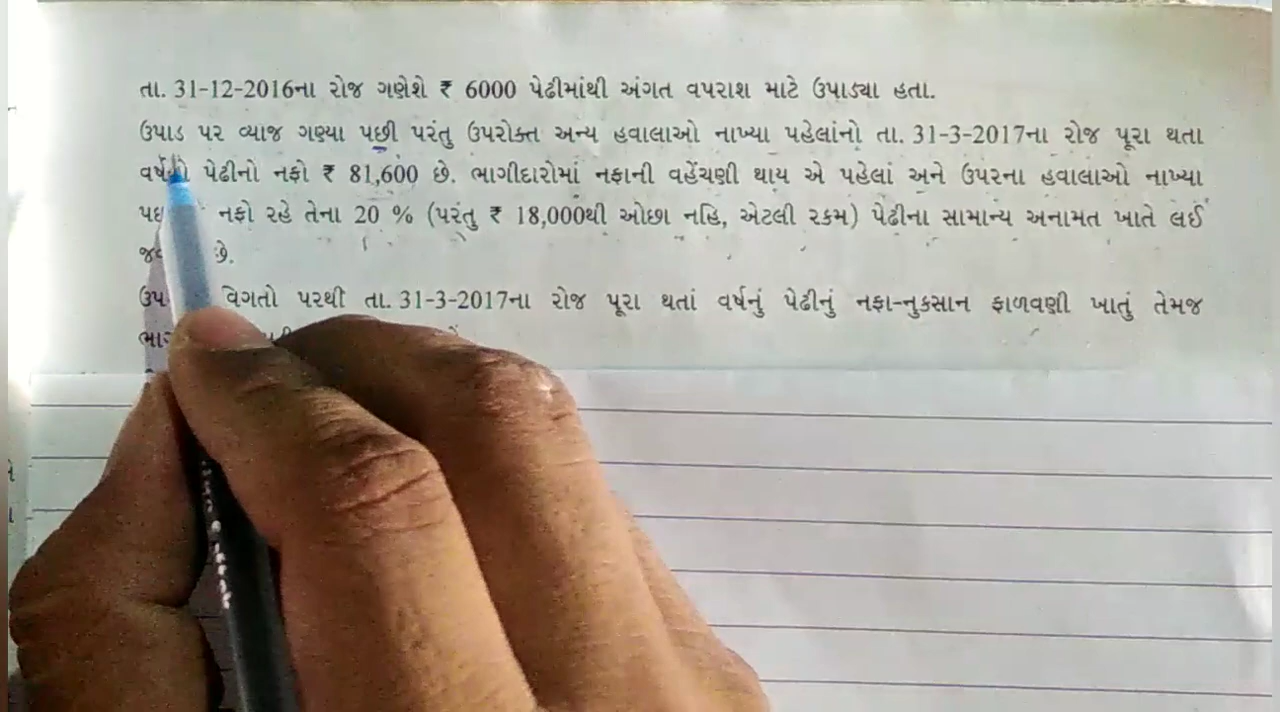 તા. 31-12-2016ના રોજ ગણેશે ₹ 6000 પેઢીમાંથી અંગત વપરાશ માટે ઉપાડ્યા હતા.
ઉપાડ પર વ્યાજ ગણ્યા પછી પરંતુ ઉપરોક્ત અન્ય હવાલાઓ નાખ્યા પહેલાંનો તા. 31-3-2017ના રોજ પૂરા થતા
પેઢીનો નફો ₹ 81,600 છે. ભાગીદારોમાં નફાની વહેંચણી થાય એ પહેલાં અને ઉપરના હવાલાઓ નાખ્યા
નફો રહે તેના 20 % (પરંતુ ₹ 18,000થી ઓછા નહિ, એટલી રકમ) પેઢીના સામાન્ય અનામત ખાતે લઈ
છે.
વિગતો પરથી તા. 31-3-2017ના રોજ પૂરા થતાં વર્ષનું પેઢીનું નફા-નુકસાન ફાળવણી ખાતું તેમજ